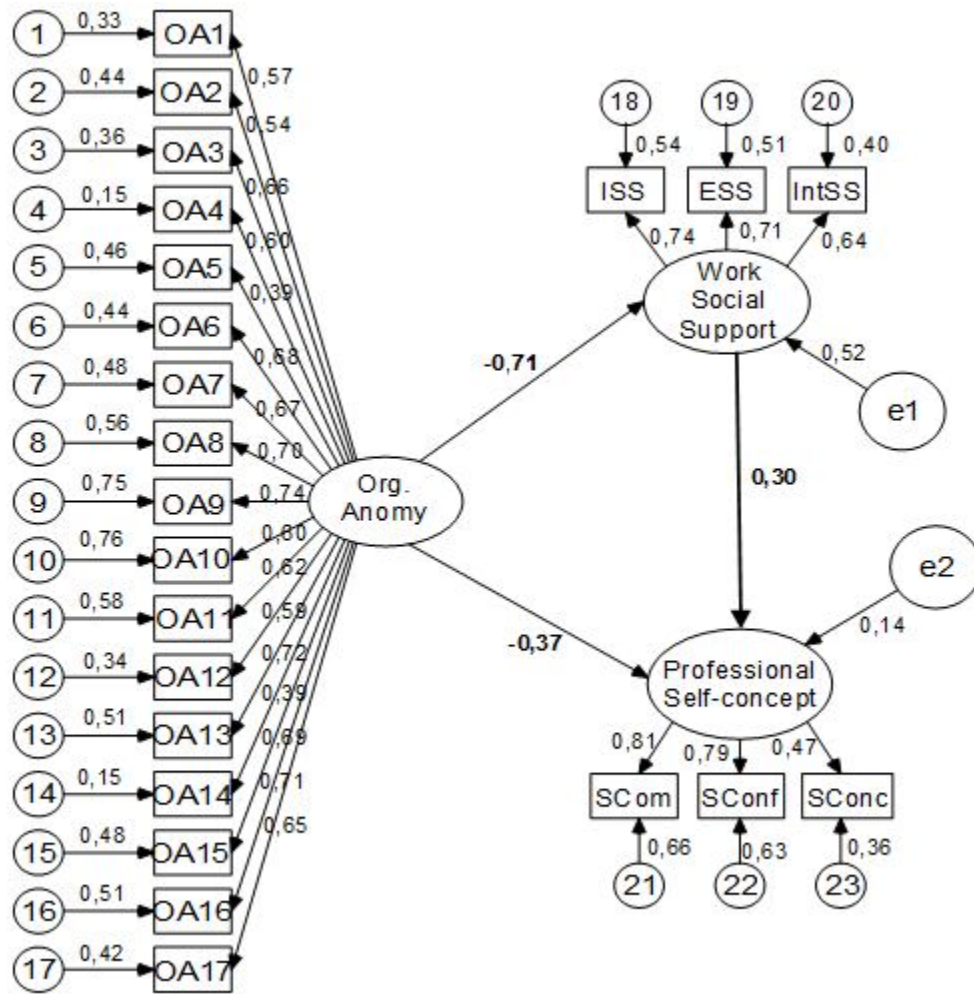 1 0,33 OA1
2 0,44 OA2
3 0,36 OA3
4 0,15 OA4
5 0,46 OA5
6 0,44 OA6
7 0,48 OA7
8 0,56 OA8
9 0,75 OA9
10 0,76 OA10
11 0,58 OA11
12 0,34 OA12
13 0,51 OA13
14 0,15 OA14
15 0,48 OA15
16 0,51 OA16
17 0,42 OA17
0,57
0,54
0,66
0,60
0,39
0,68
0,67
0,70
0,74
0,80
0,62
0,59
0,72
0,39
0,69
0,71
0,65
Org.
Anomy
-0,71
-0,37
18 19 20
0,54 0,51 0,40
ISS ESS IntSS
0,74 0,71 0,64
Work
Social
Support
0,52
e1
0,30
e2
0,14
Professional
Self-concept
0,81 0,79 0,47
SCom SConf SConc
0,66 0,63 0,36
21 22 23